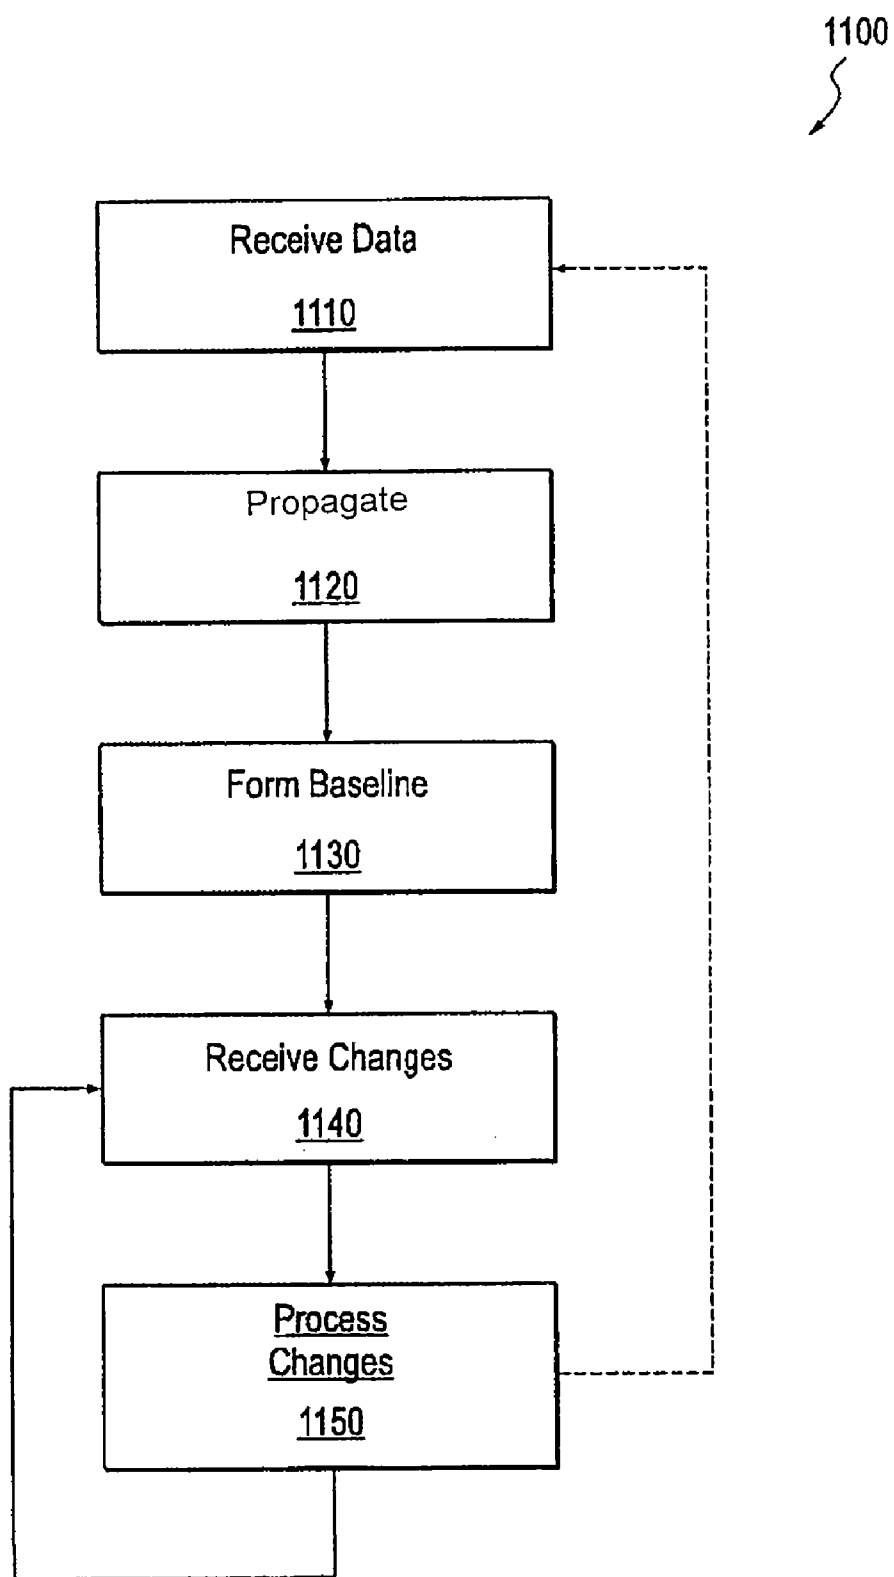 1100
Receive Data
1110
Propagate
1120
Form Baseline
1130
Receive Changes
1140
Process
Changes
1150